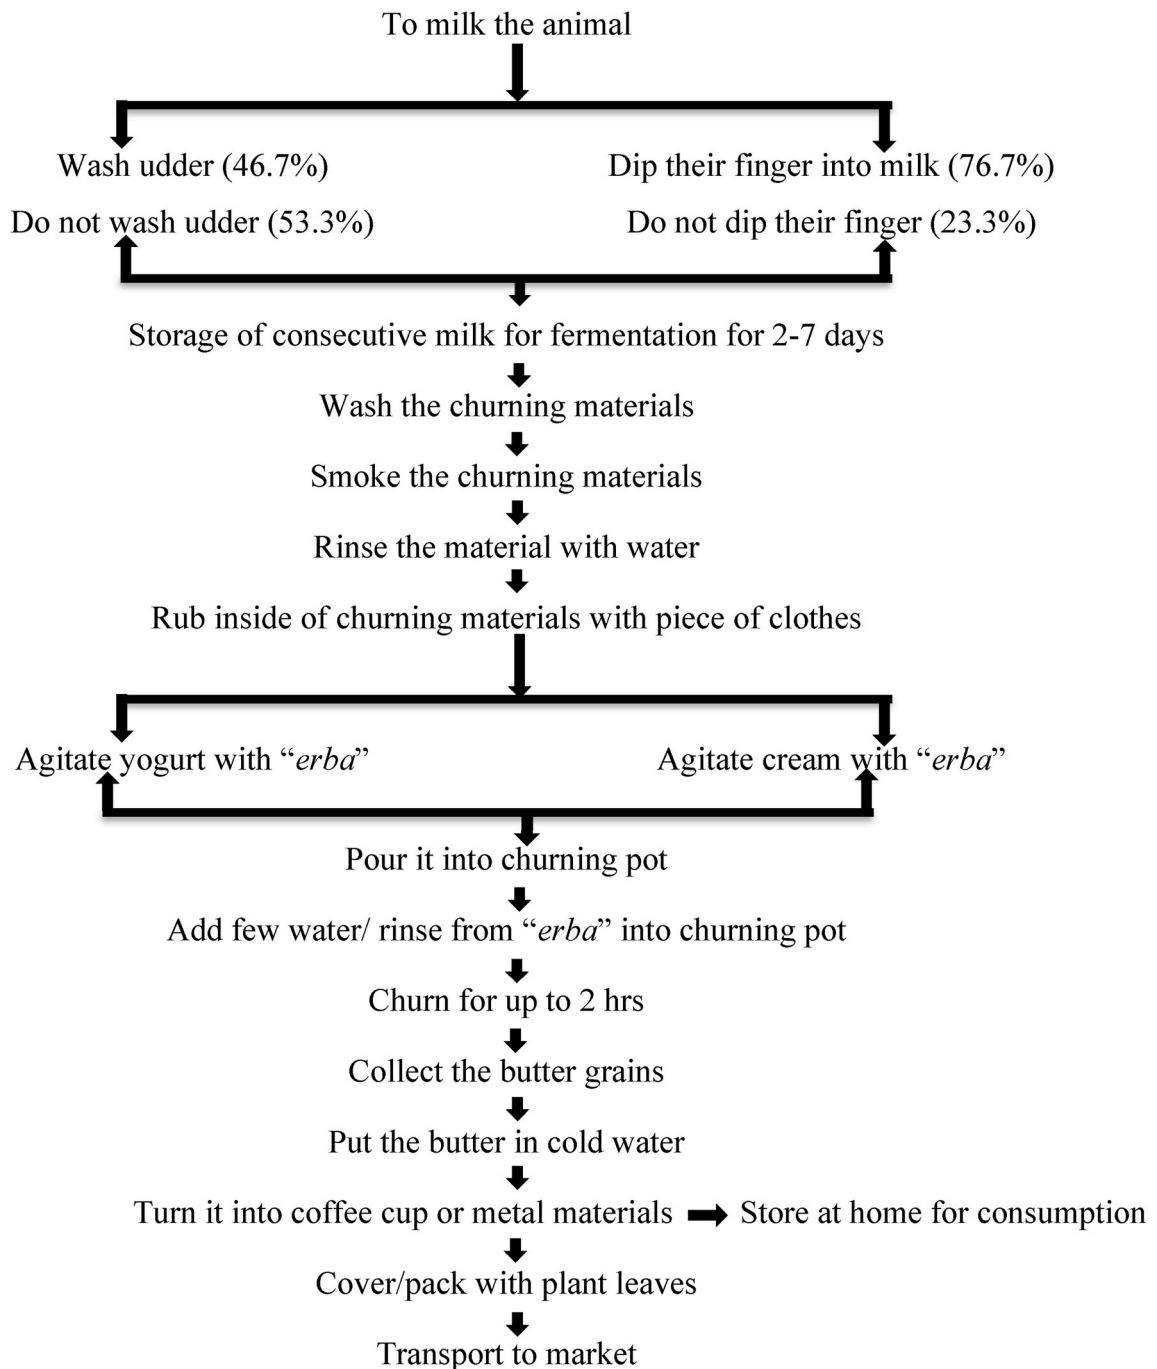 To milk the animal
Wash udder (46.7%)
Dip their finger into milk (76.7%)
Do not wash udder (53.3%)
Do not dip their finger (23.3%)
Storage of consecutive milk for fermentation for 2-7 days
Wash the churning materials
Smoke the churning materials
Rinse the material with water
Rub inside of churning materials with piece of clothes
Agitate yogurt with “erba”
Agitate cream with “erba”
Pour it into churning pot
Add few water/ rinse from “erba” into churning pot
Churn for up to 2 hrs
Collect the butter grains
Put the butter in cold water
Turn it into coffee cup or metal materials
Store at home for consumption
Cover/pack with plant leaves
Transport to market